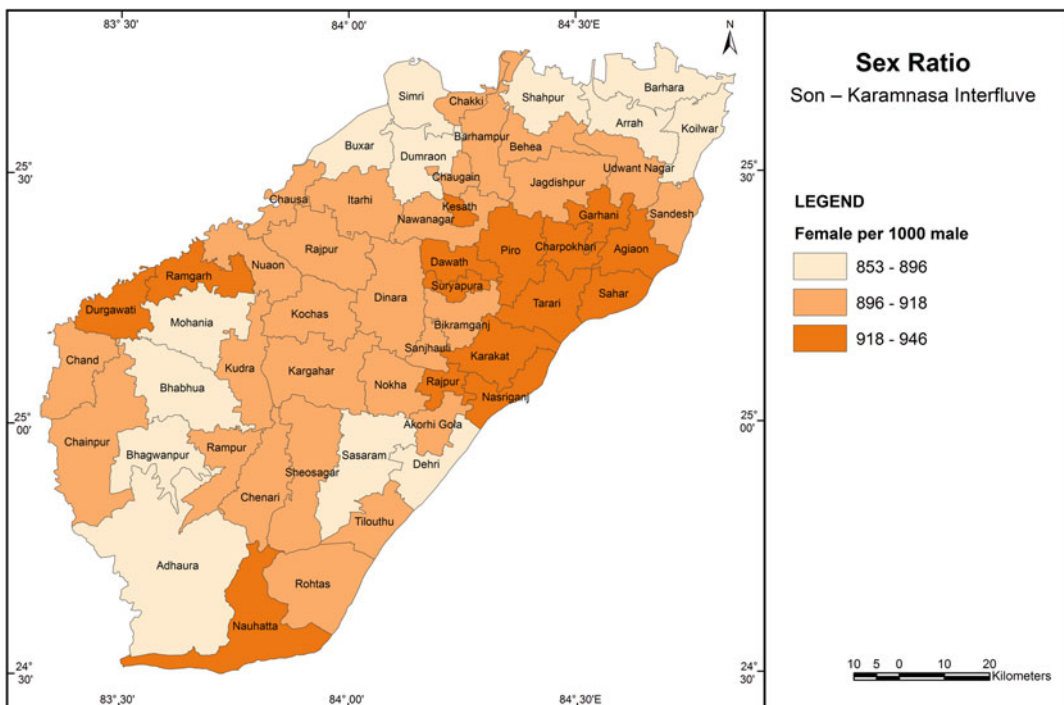 83° 30'
84° 00'
84° 30'E
N
Sex Ratio
Son – Karamnasa Interfluve
LEGEND
Female per 1000 male
853 - 896
896 - 918
918 - 946
Simri
Chakki
Shahpur
Barhara
Arrah
Koilwar
Buxar
Dumraon
Barhampur
Behea
Udwant Nagar
25°
30'
25°
30'
Chaugain
Jagdishpur
Chausa
Itarhi
Kesath
Nawanagar
Garhani
Sandesh
Rajpur
Piro
Charpokhari
Agiaon
Nuaon
Dawath
Ramgarh
Suryapura
Durgawati
Dinara
Tarari
Sahar
Mohania
Kochas
Bikramganj
Sanjhauli
Karakat
Chand
Kudra
Kargahar
Nokha
Rajpur
Nasriganj
Bhabhua
25°
00'
25°
00'
Akorhi Gola
Chainpur
Bhagwanpur
Rampur
Sasaram
Dehri
Sheosagar
Chenari
Tilouthu
Adhaura
Rohtas
Nauhatta
24°
30'
24°
30'
10 5 0 10 20
Kilometers
83° 30'
84° 00'
84° 30'E